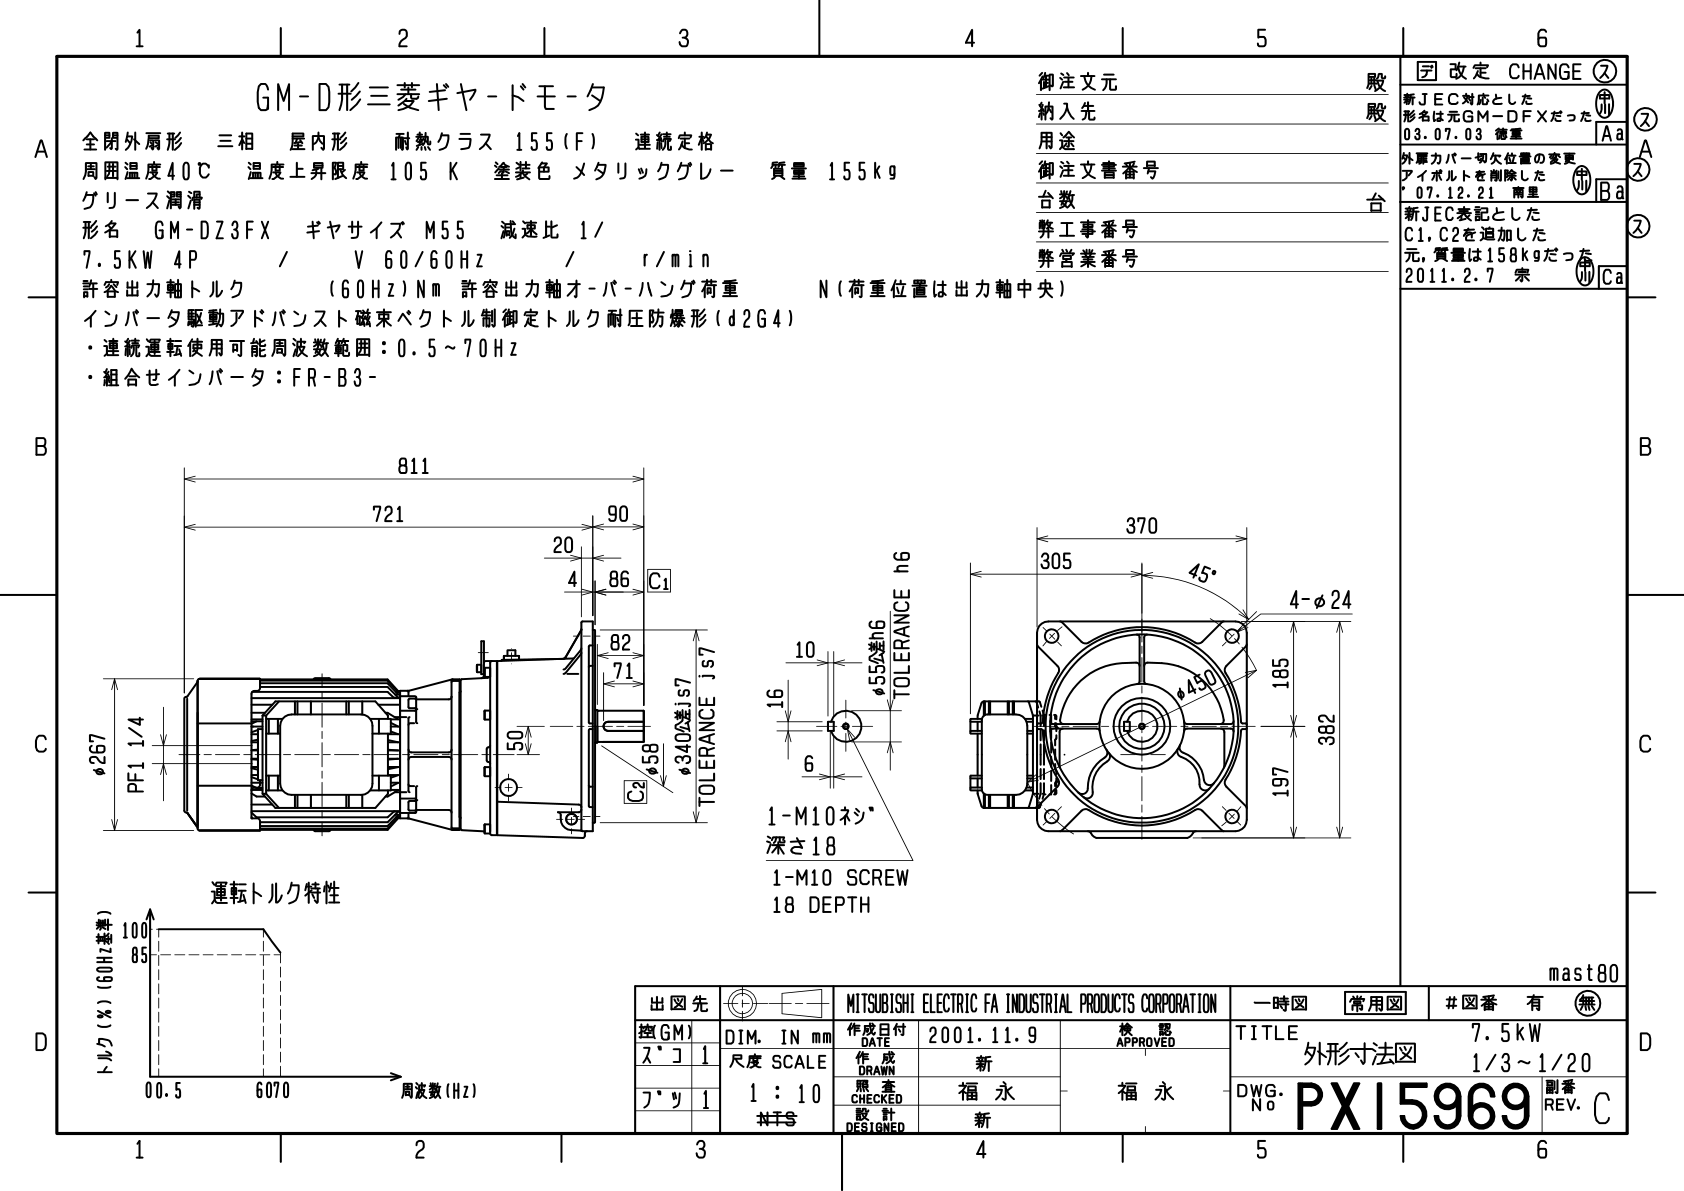 1 2 3 4 5 6
GM-D形三菱ギヤードモータ
全閉外扇形 三相 屋内形 耐熱クラス 155(F) 連続定格
周囲温度40℃ 温度上昇限度 105 K 塗装色 メタリックグレー 質量 155kg
グリース潤滑
形名 GM-DZ3FX ギヤサイズ M55 減速比 1/
7.5KW 4P / V 60/60Hz / r/min
許容出力軸トルク (60Hz)Nm 許容出力軸オーバーハング荷重 N(荷重位置は出力軸中央)
インバータ駆動アドバンスト磁束ベクトル制御定トルク耐圧防爆形(d2G4)
・連続運転使用可能周波数範囲:0.5~70Hz
・組合せインバータ:FR-B3-
御注文元 殿
納入先 殿
用途
御注文書番号
台数 台
弊工事番号
弊営業番号
デ 改定 CHANGE ス
新JEC対応とした
形名は元GM-DFXだった
03.07.03 徳重 Aa
外扇カバー切欠位置の変更
アイボルトを削除した
'07.12.21 南里 Ba
新JEC表記とした
C1,C2を追加した
元,質量は158kgだった
2011.2.7 宗 Ca
ス
ス
ス
A A
B B
C C
D D
811
721 90
20
4 86 C1
82
71
50
φ58
C2
φ340公差js7
TOLERANCE js7
φ267
PF1 1/4
10
16
6
φ55公差h6
TOLERANCE h6
1-M10ネジ
深さ18
1-M10 SCREW
18 DEPTH
370
305
45°
4-φ24
φ450
185
197
382
運転トルク特性
トルク(%)(60Hz基準)
100
85
0 0.5 60 70 周波数(Hz)
mast80
出図先
控(GM)
ズコ 1
ブツ 1
DIM. IN mm
尺度 SCALE
1 : 10
NTS
MITSUBISHI ELECTRIC FA INDUSTRIAL PRODUCTS CORPORATION
作成日付 DATE 2001.11.9
検認 APPROVED
作成 DRAWN 新
照査 CHECKED 福永 福永
設計 DESIGNED 新
一時図 常用図 #図番 有 無
TITLE 外形寸法図
7.5kW
1/3~1/20
DWG. No PX15969
副番 REV. C
1 2 3 4 5 6